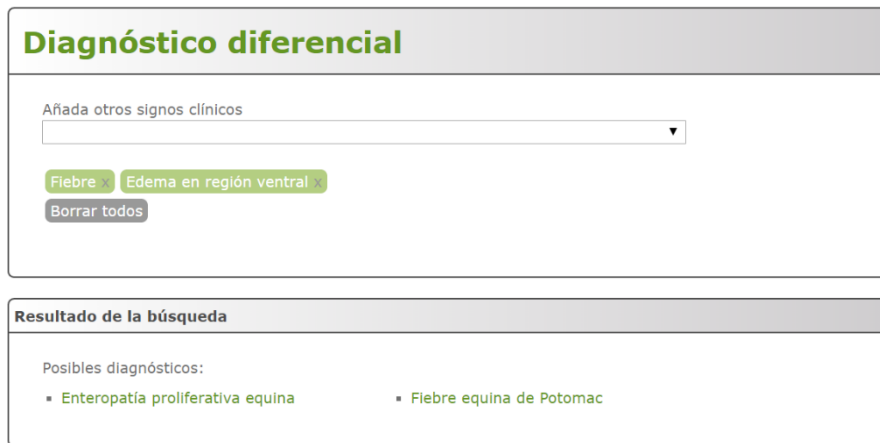 Diagnóstico diferencial
Añada otros signos clínicos
Fiebre x Edema en región ventral x
Borrar todos
Resultado de la búsqueda
Posibles diagnósticos:
▪ Enteropatía proliferativa equina ▪ Fiebre equina de Potomac